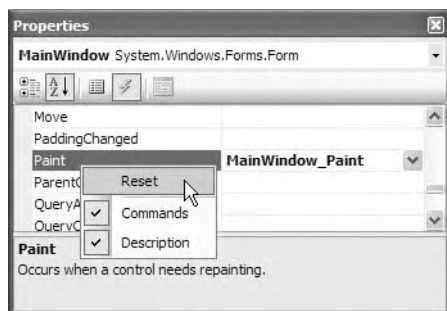 Properties
MainWindow System.Windows.Forms.Form
Move
PaddingChanged
Paint MainWindow_Paint
Reset
Commands
Description
Paint
Occurs when a control needs repainting.